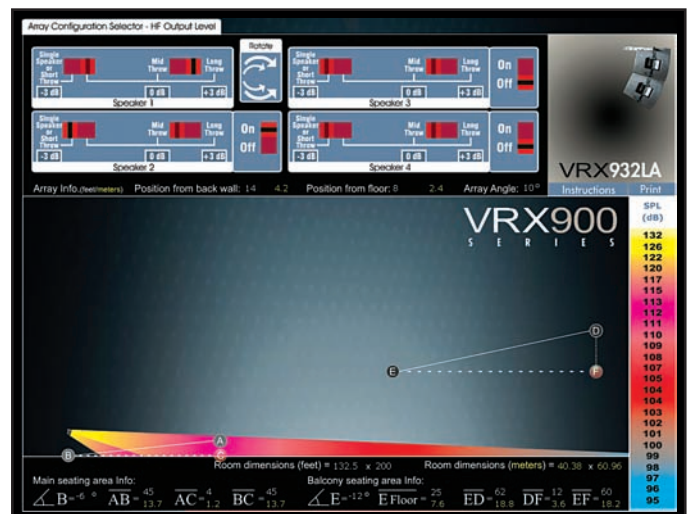 Array Configuration Selector - HF Output Level
Single Speaker or Short Throw Mid Throw Long Throw
-3 dB 0 dB +3 dB
Speaker 1
Rotate
Single Speaker or Short Throw Mid Throw Long Throw
-3 dB 0 dB +3 dB
Speaker 3
On
Off
Single Speaker or Short Throw Mid Throw Long Throw
-3 dB 0 dB +3 dB
Speaker 2
On
Off
Single Speaker or Short Throw Mid Throw Long Throw
-3 dB 0 dB +3 dB
Speaker 4
On
Off
VRX932LA
Array Info.(feet/meters) Position from back wall: 14 4.2 Position from floor: 8 2.4 Array Angle: 10° Instructions Print
VRX900
SERIES
SPL
(dB)
132
126
122
120
117
115
113
112
111
110
109
108
107
105
104
104
103
102
101
100
99
98
97
96
95
D
E
F
A
B
C
Room dimensions (feet) = 132.5 x 200 Room dimensions (meters) = 40.38 x 60.96
Main seating area Info: Balcony seating area Info:
B=-6 ° AB= 45 13.7 AC= 4 1.2 BC= 45 13.7 E=-12° E Floor= 25 7.6 ED= 62 18.8 DF= 12 3.6 EF= 60 18.2